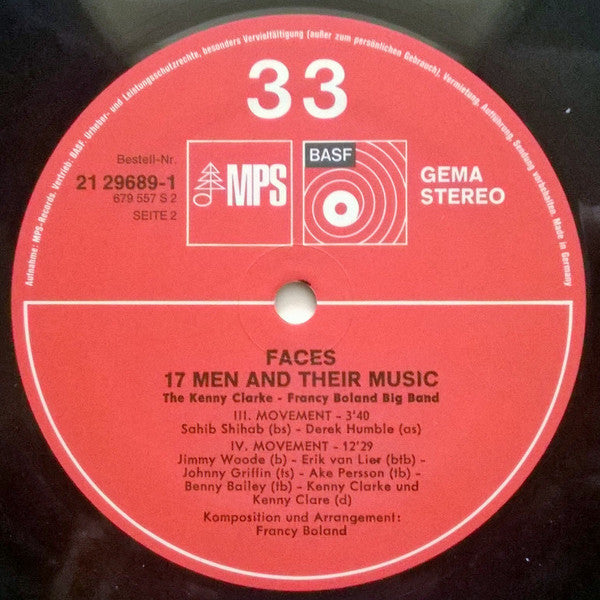 Aufnahme: MPS-Records. Vertrieb: BASF. Urheber- und Leistungsschutzrechte, besonders Vervielfältigung (außer zum persönlichen Gebrauch), Vermietung, Aufführung, Sendung vorbehalten. Made in Germany
33
Bestell-Nr.
21 29689-1
679 557 S 2
SEITE 2
MPS
BASF
GEMA
STEREO
FACES
17 MEN AND THEIR MUSIC
The Kenny Clarke - Francy Boland Big Band
III. MOVEMENT - 3'40
Sahib Shihab (bs) - Derek Humble (as)
IV. MOVEMENT - 12'29
Jimmy Woode (b) - Erik van Lier (btb) -
Johnny Griffin (ts) - Ake Persson (tb) -
Benny Bailey (tb) - Kenny Clarke und
Kenny Clare (d)
Komposition und Arrangement:
Francy Boland